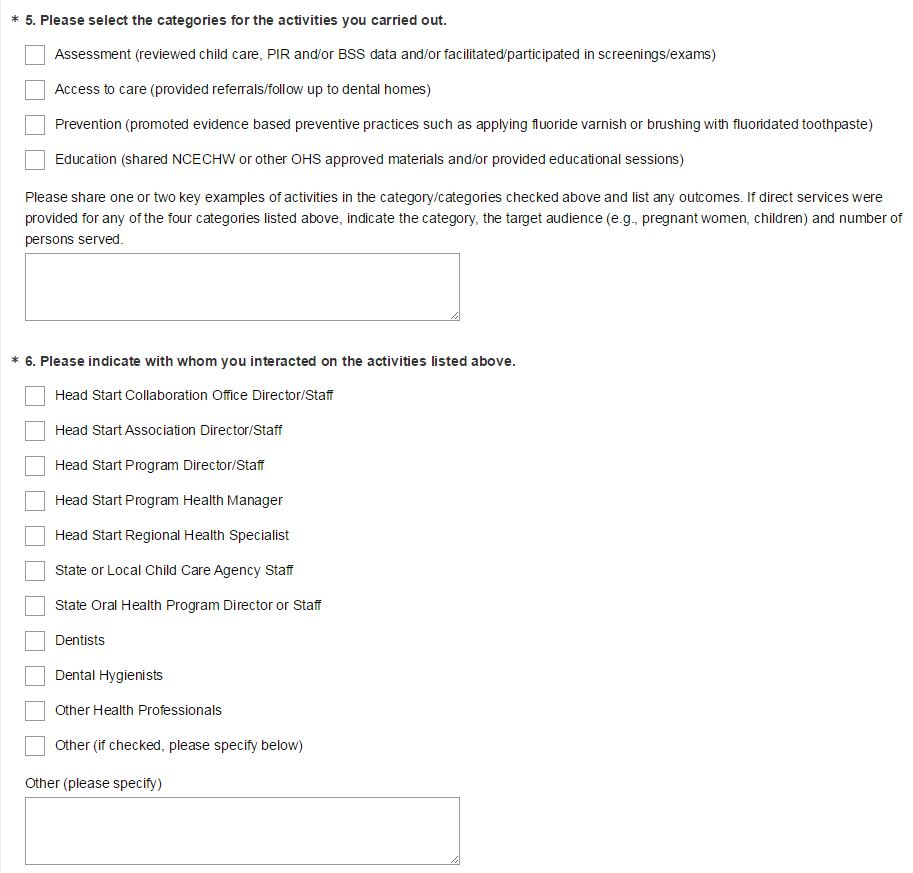 * 5. Please select the categories for the activities you carried out.
Assessment (reviewed child care, PIR and/or BSS data and/or facilitated/participated in screenings/exams)
Access to care (provided referrals/follow up to dental homes)
Prevention (promoted evidence based preventive practices such as applying fluoride varnish or brushing with fluoridated toothpaste)
Education (shared NCECHW or other OHS approved materials and/or provided educational sessions)
Please share one or two key examples of activities in the category/categories checked above and list any outcomes. If direct services were
provided for any of the four categories listed above, indicate the category, the target audience (e.g., pregnant women, children) and number of
persons served.
* 6. Please indicate with whom you interacted on the activities listed above.
Head Start Collaboration Office Director/Staff
Head Start Association Director/Staff
Head Start Program Director/Staff
Head Start Program Health Manager
Head Start Regional Health Specialist
State or Local Child Care Agency Staff
State Oral Health Program Director or Staff
Dentists
Dental Hygienists
Other Health Professionals
Other (if checked, please specify below)
Other (please specify)